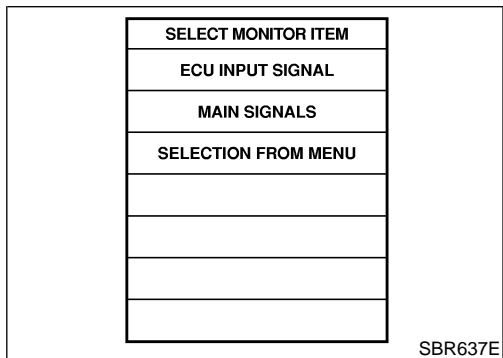 SELECT MONITOR ITEM
ECU INPUT SIGNAL
MAIN SIGNALS
SELECTION FROM MENU
SBR637E